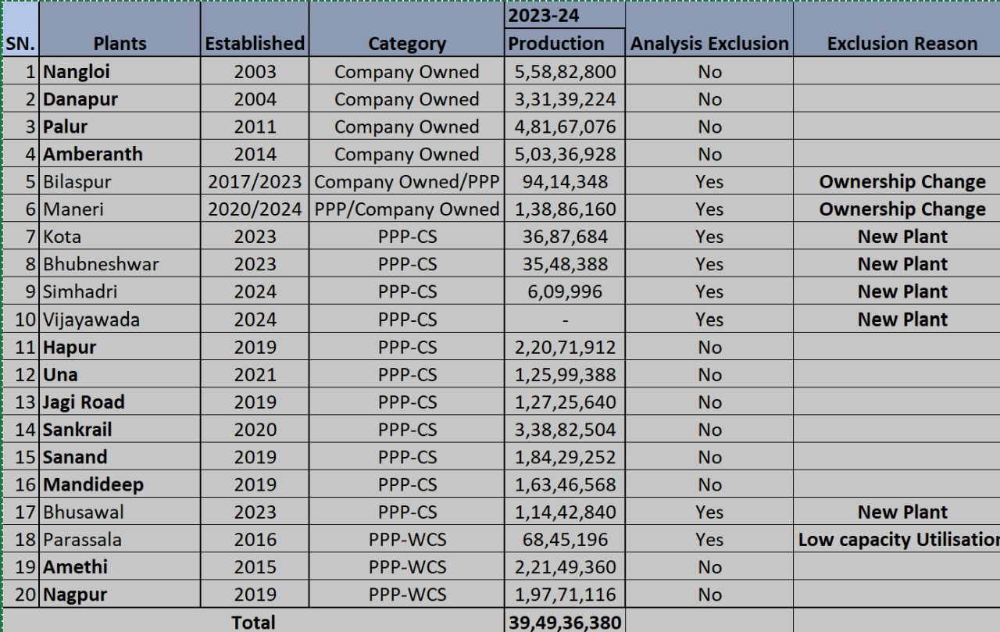 2023-24
SN. Plants Established Category Production Analysis Exclusion Exclusion Reason
1 Nangloi 2003 Company Owned 5,58,82,800 No
2 Danapur 2004 Company Owned 3,31,39,224 No
3 Palur 2011 Company Owned 4,81,67,076 No
4 Amberanth 2014 Company Owned 5,03,36,928 No
5 Bilaspur 2017/2023 Company Owned/PPP 94,14,348 Yes Ownership Change
6 Maneri 2020/2024 PPP/Company Owned 1,38,86,160 Yes Ownership Change
7 Kota 2023 PPP-CS 36,87,684 Yes New Plant
8 Bhubneshwar 2023 PPP-CS 35,48,388 Yes New Plant
9 Simhadri 2024 PPP-CS 6,09,996 Yes New Plant
10 Vijayawada 2024 PPP-CS - Yes New Plant
11 Hapur 2019 PPP-CS 2,20,71,912 No
12 Una 2021 PPP-CS 1,25,99,388 No
13 Jagi Road 2019 PPP-CS 1,27,25,640 No
14 Sankrail 2020 PPP-CS 3,38,82,504 No
15 Sanand 2019 PPP-CS 1,84,29,252 No
16 Mandideep 2019 PPP-CS 1,63,46,568 No
17 Bhusawal 2023 PPP-CS 1,14,42,840 Yes New Plant
18 Parassala 2016 PPP-WCS 68,45,196 Yes Low capacity Utilisation
19 Amethi 2015 PPP-WCS 2,21,49,360 No
20 Nagpur 2019 PPP-WCS 1,97,71,116 No
Total 39,49,36,380